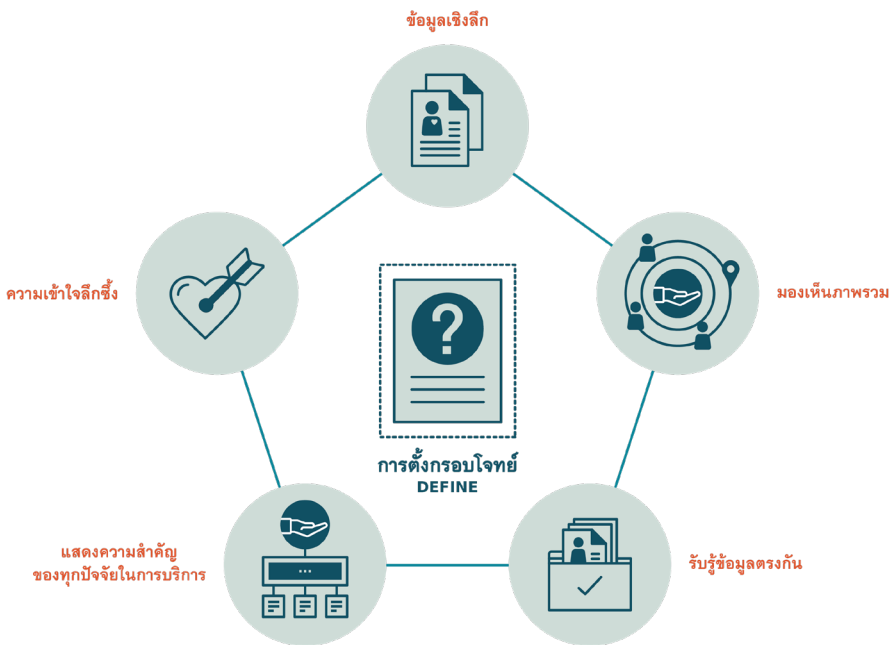 ข้อมูลเชิงลึก
ความเข้าใจลึกซึ้ง
มองเห็นภาพรวม
?
การตั้งกรอบโจทย์
DEFINE
แสดงความสำคัญ
ของทุกปัจจัยในการบริการ
รับรู้ข้อมูลตรงกัน